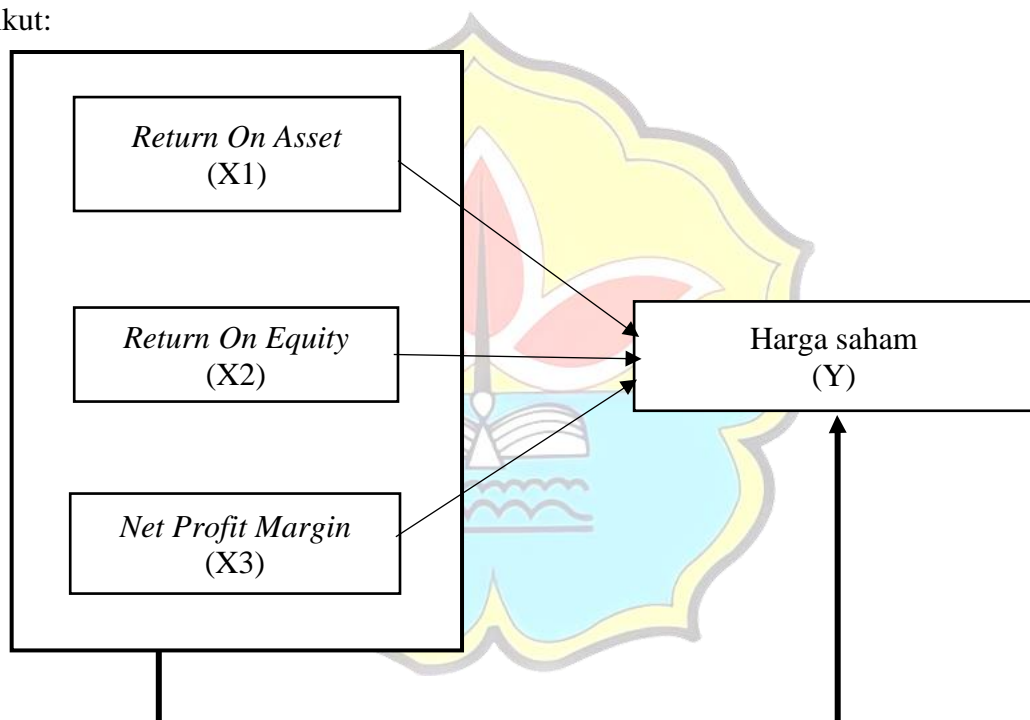 kut:
Return On Asset
(X1)
Return On Equity
(X2)
Harga saham
(Y)
Net Profit Margin
(X3)